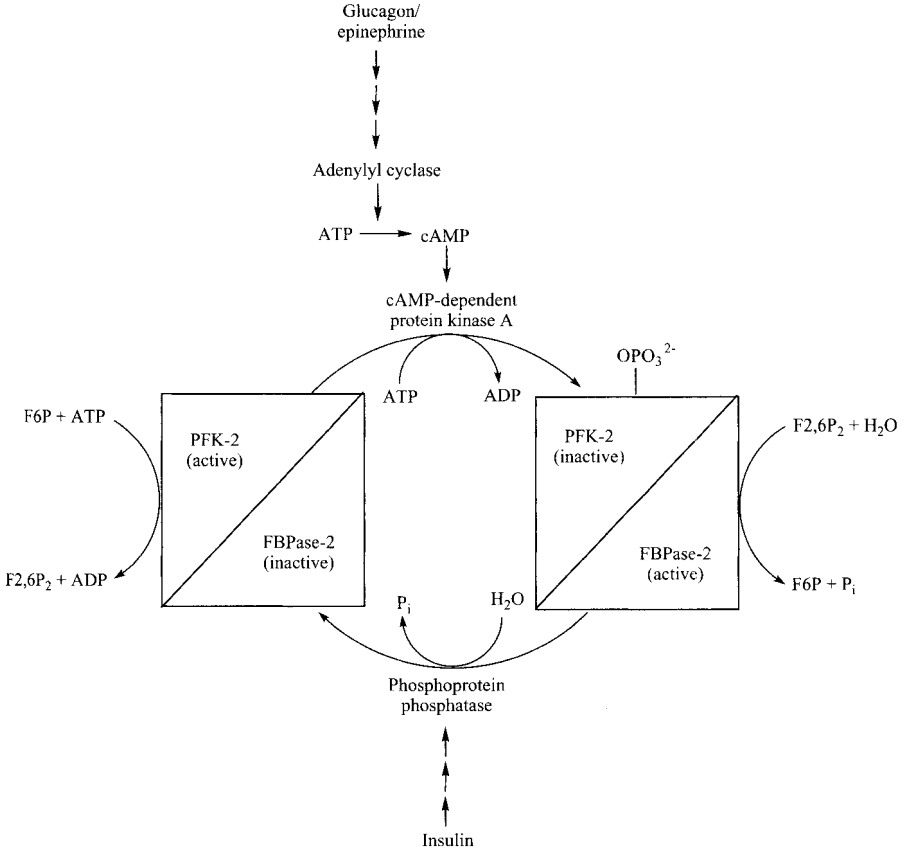 Glucagon/
epinephrine
Adenylyl cyclase
ATP
cAMP
cAMP-dependent
protein kinase A
OPO₃²⁻
ATP
ADP
F6P + ATP
PFK-2
(active)
PFK-2
(inactive)
F2,6P₂ + H₂O
FBPase-2
(inactive)
FBPase-2
(active)
F2,6P₂ + ADP
F6P + Pᵢ
Pᵢ
H₂O
Phosphoprotein
phosphatase
Insulin